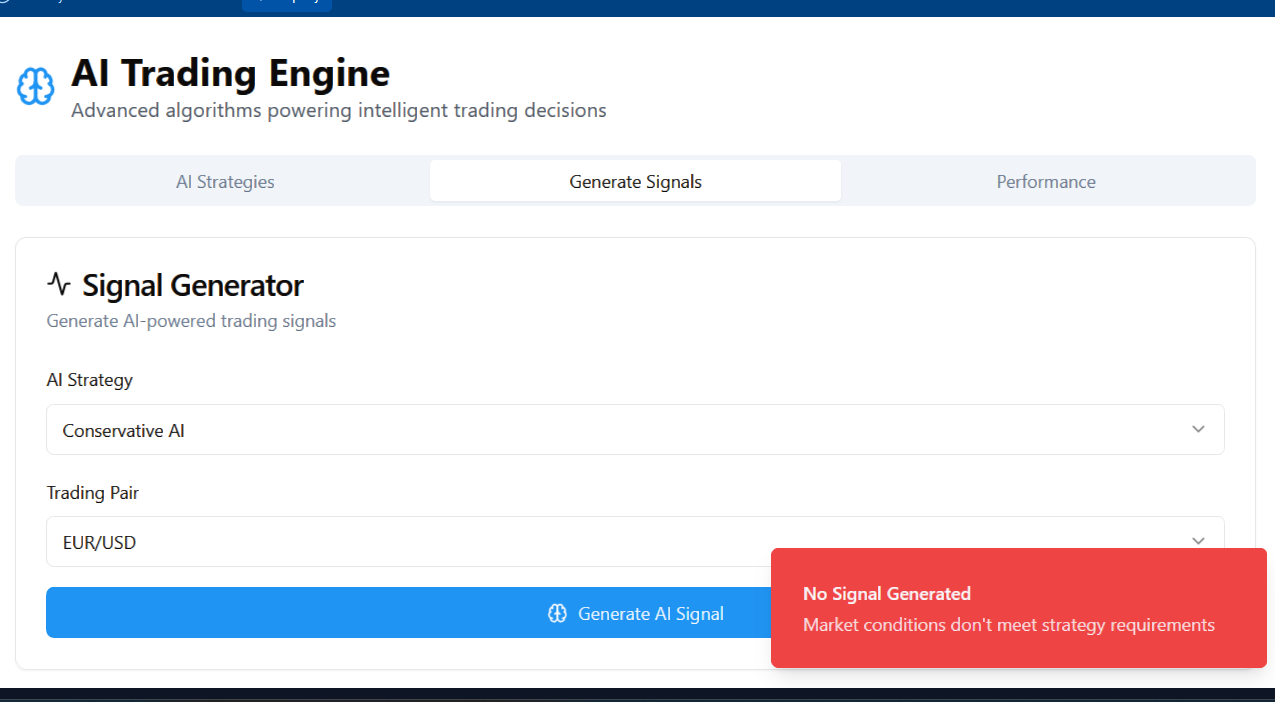 AI Trading Engine
Advanced algorithms powering intelligent trading decisions
AI Strategies
Generate Signals
Performance
Signal Generator
Generate AI-powered trading signals
AI Strategy
Conservative AI
Trading Pair
EUR/USD
Generate AI Signal
No Signal Generated
Market conditions don't meet strategy requirements